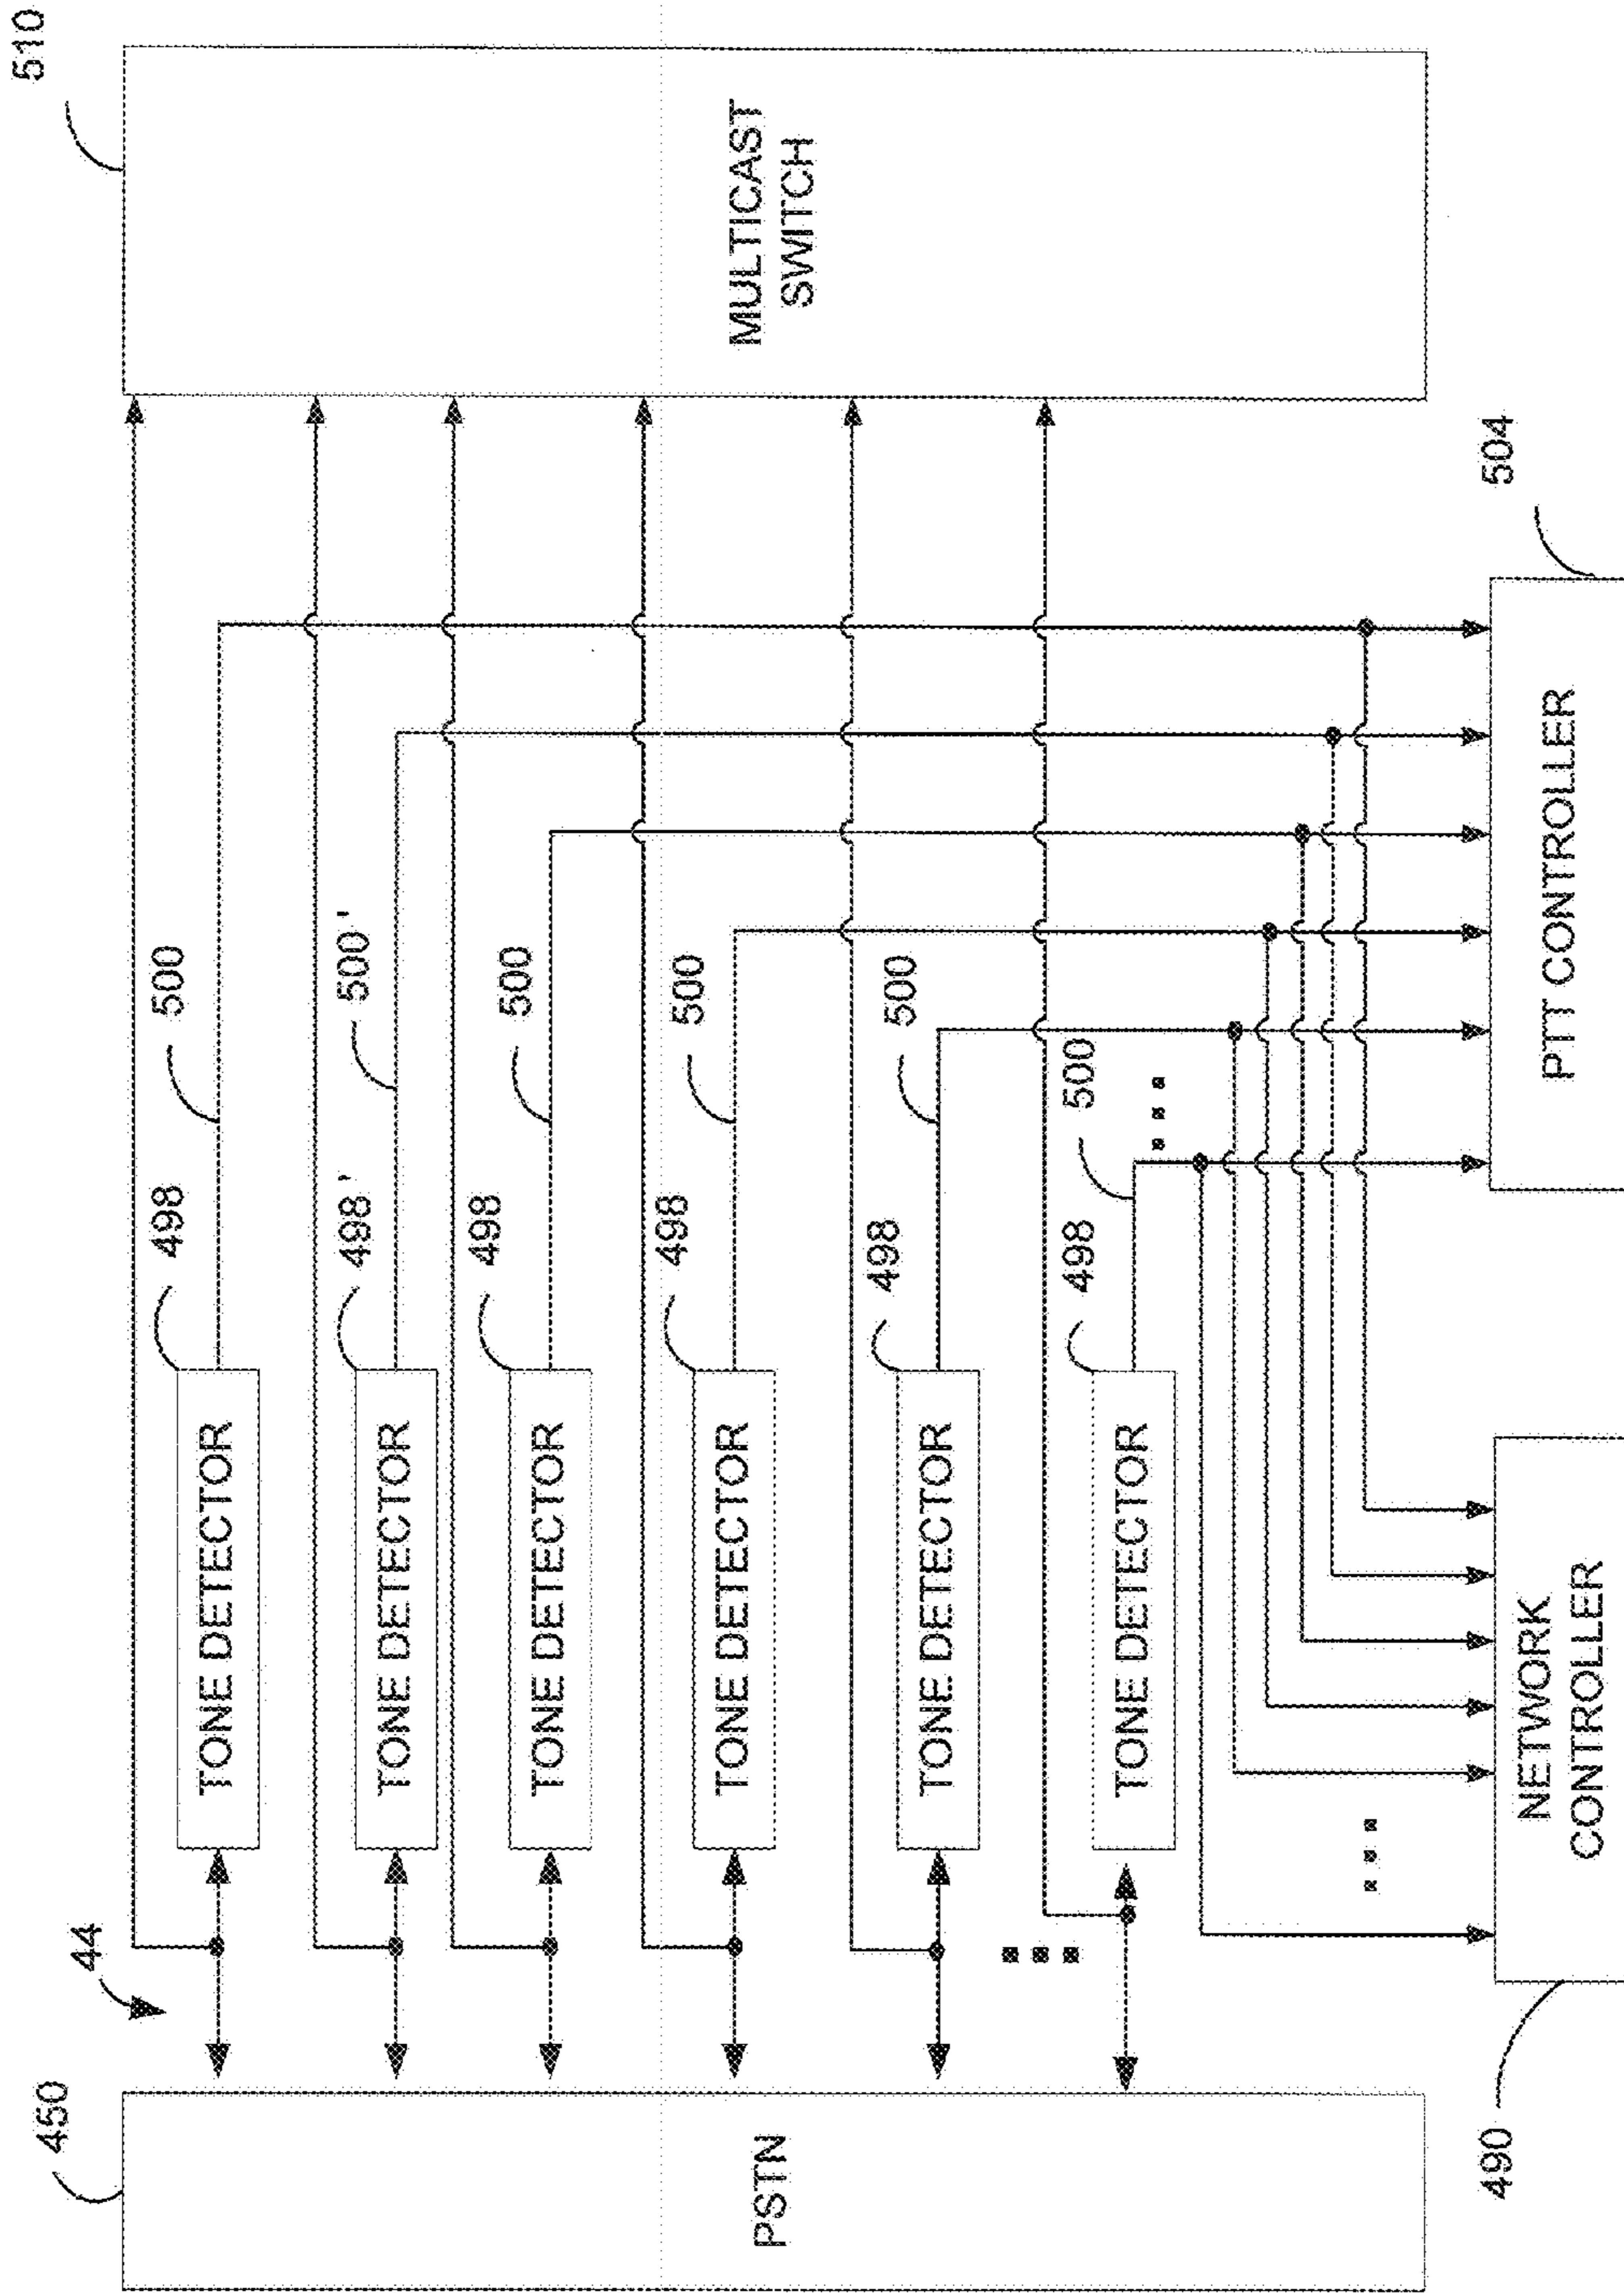 510
450
44
PSTN
MULTICAST
SWITCH
498
500
TONE DETECTOR
498'
500'
TONE DETECTOR
498
500
TONE DETECTOR
498
500
TONE DETECTOR
498
500
TONE DETECTOR
498
500
TONE DETECTOR
504
490
NETWORK
CONTROLLER
PTT CONTROLLER